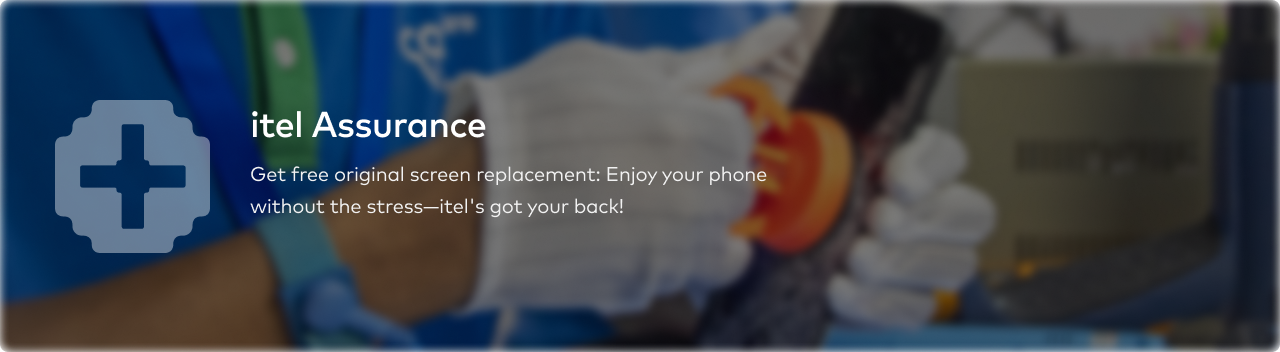 itel Assurance
Get free original screen replacement: Enjoy your phone
without the stress—itel's got your back!